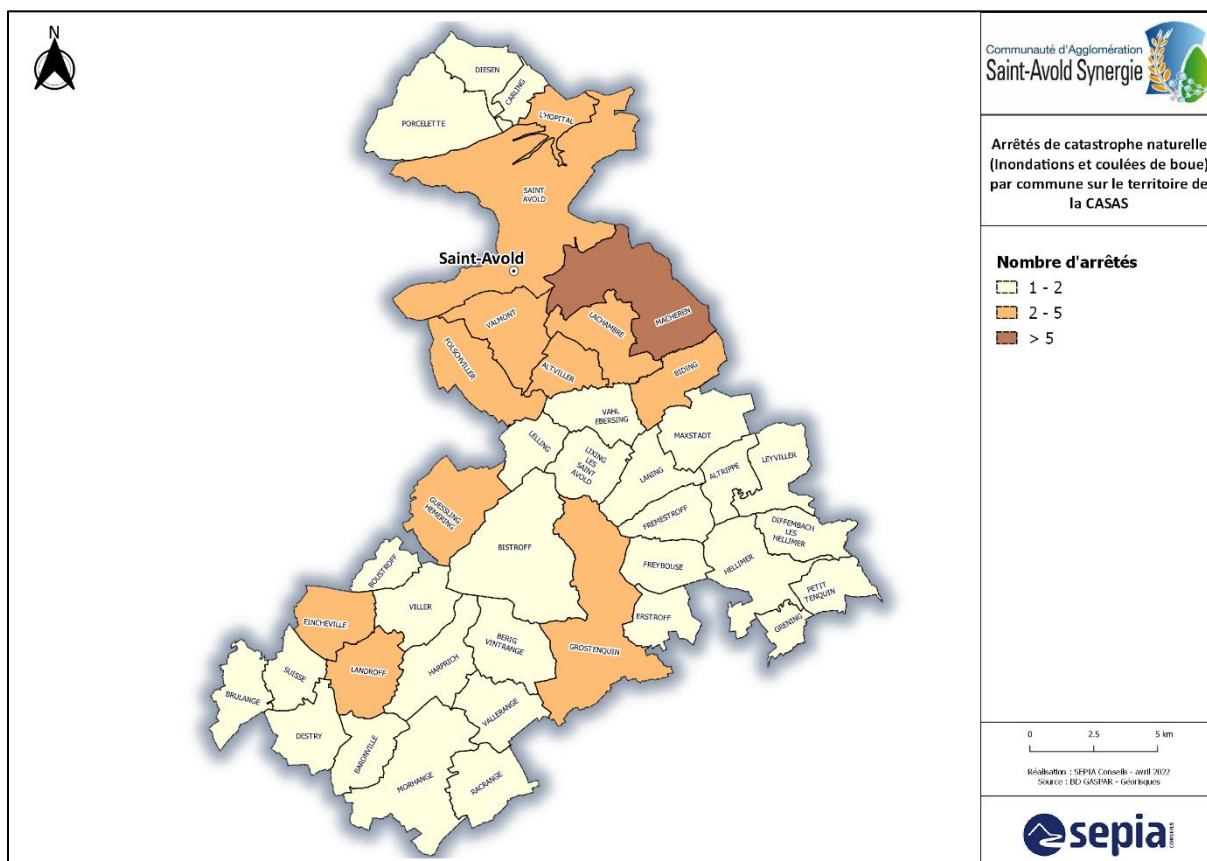 N
DIESEN
CARLING
PORCELETTE
L'HOPITAL
SAINT
AVOLD
Saint-Avold
VALMONT
LACHAMBRE
MACHEREN
FOLSCHVILLER
ALTVILLER
BIDING
VAHL
EBERSING
MAXSTADT
LELLING
LIXING
LES
SAINT
AVOLD
LANING
ALTRIPPE
LEYVILLER
GUESSLING
HEMERING
FREMESTROFF
DIFFEMBACH
LES
HELLIMER
BISTROFF
FREYBOUSE
HELLIMER
BOUSTROFF
PETIT
TENQUIN
VILLER
ERSTROFF
GRENING
EINCHEVILLE
BERIG
VINTRANGE
GROSTENQUIN
HARPRICH
SUISSE
LANDROFF
BRULANGE
VALLERANGE
DESTRY
BARONVILLE
MORHANGE
RACRANGE
Communauté d'Agglomération
Saint-Avold Synergie
Arrêtés de catastrophe naturelle
(Inondations et coulées de boue)
par commune sur le territoire de
la CASAS
Nombre d'arrêtés
1 - 2
2 - 5
> 5
0 2.5 5 km
Réalisation : SEPIA Conseils - avril 2022
Source : BD GASPAR - Géorisques
sepia
CONSEILS